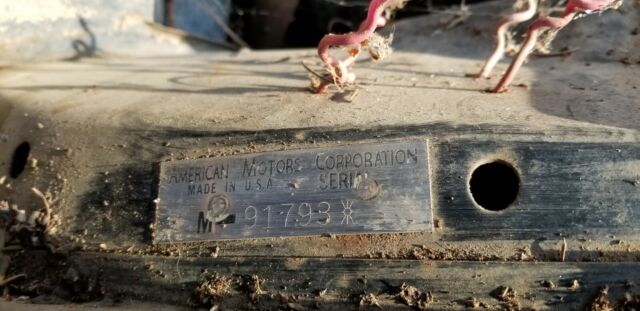 AMERICAN MOTORS CORPORATION
MADE IN U.S.A. SERIAL
M-91793*